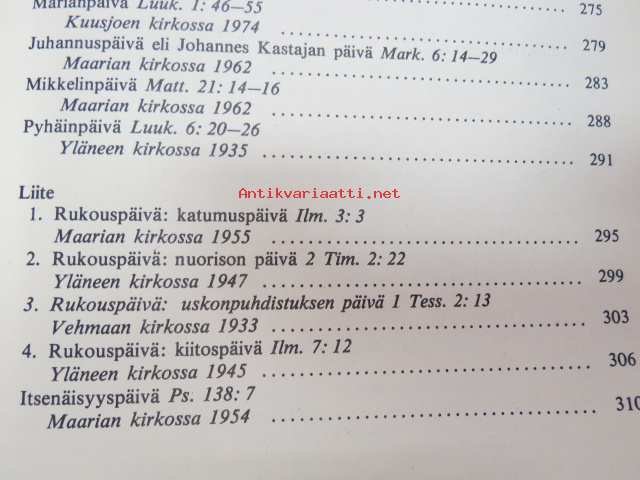 Marianpäivä Luuk. 1: 46—55
Kuusjoen kirkossa 1974 ........ 275
Juhannuspäivä eli Johannes Kastajan päivä Mark. 6: 14—29
Maarian kirkossa 1962 ........ 279
Mikkelinpäivä Matt. 21: 14—16
Maarian kirkossa 1962 ........ 283
Pyhäinpäivä Luuk. 6: 20—26 ........ 288
Yläneen kirkossa 1935 ........ 291
Antikvariaatti.net
Liite
1. Rukouspäivä: katumuspäivä Ilm. 3: 3
Maarian kirkossa 1955 ........ 295
2. Rukouspäivä: nuorison päivä 2 Tim. 2: 22
Yläneen kirkossa 1947 ........ 299
3. Rukouspäivä: uskonpuhdistuksen päivä 1 Tess. 2: 13
Vehmaan kirkossa 1933 ........ 303
4. Rukouspäivä: kiitospäivä Ilm. 7: 12
Yläneen kirkossa 1945 ........ 306
Itsenäisyyspäivä Ps. 138: 7
Maarian kirkossa 1954 ........ 310